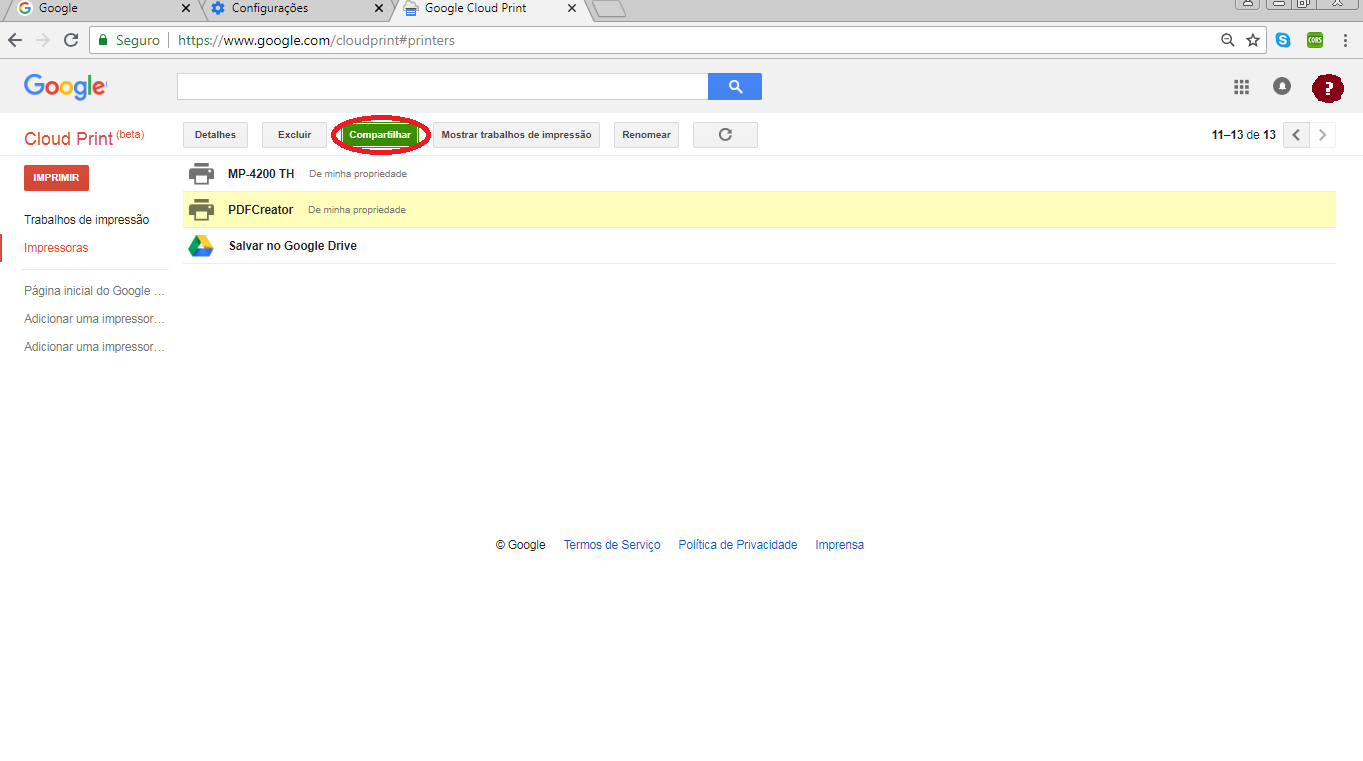 Google
Configurações
Google Cloud Print
Seguro
https://www.google.com/cloudprint#printers
CORS
Google
?
Cloud Print (beta)
Detalhes
Excluir
Compartilhar
Mostrar trabalhos de impressão
Renomear
11–13 de 13
IMPRIMIR
MP-4200 TH De minha propriedade
PDFCreator De minha propriedade
Salvar no Google Drive
Trabalhos de impressão
Impressoras
Página inicial do Google ...
Adicionar uma impressor...
Adicionar uma impressor...
© Google Termos de Serviço Política de Privacidade Imprensa